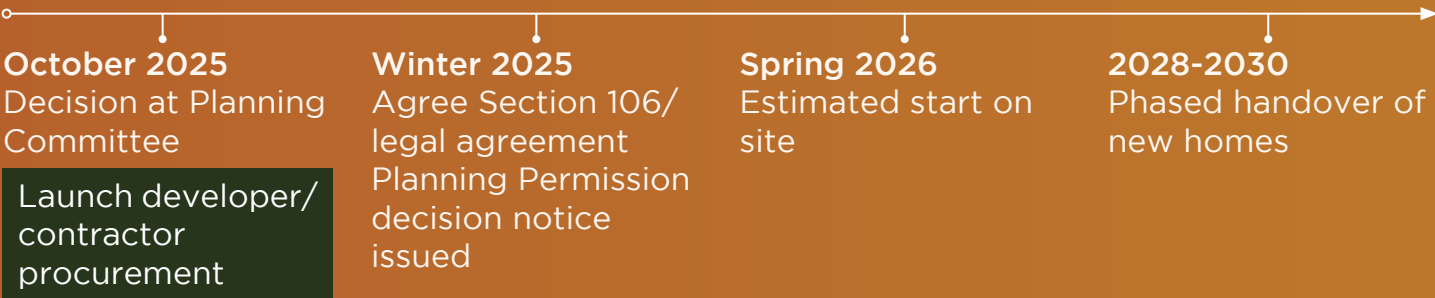 October 2025
Decision at Planning
Committee
Launch developer/
contractor
procurement
Winter 2025
Agree Section 106/
legal agreement
Planning Permission
decision notice
issued
Spring 2026
Estimated start on
site
2028-2030
Phased handover of
new homes